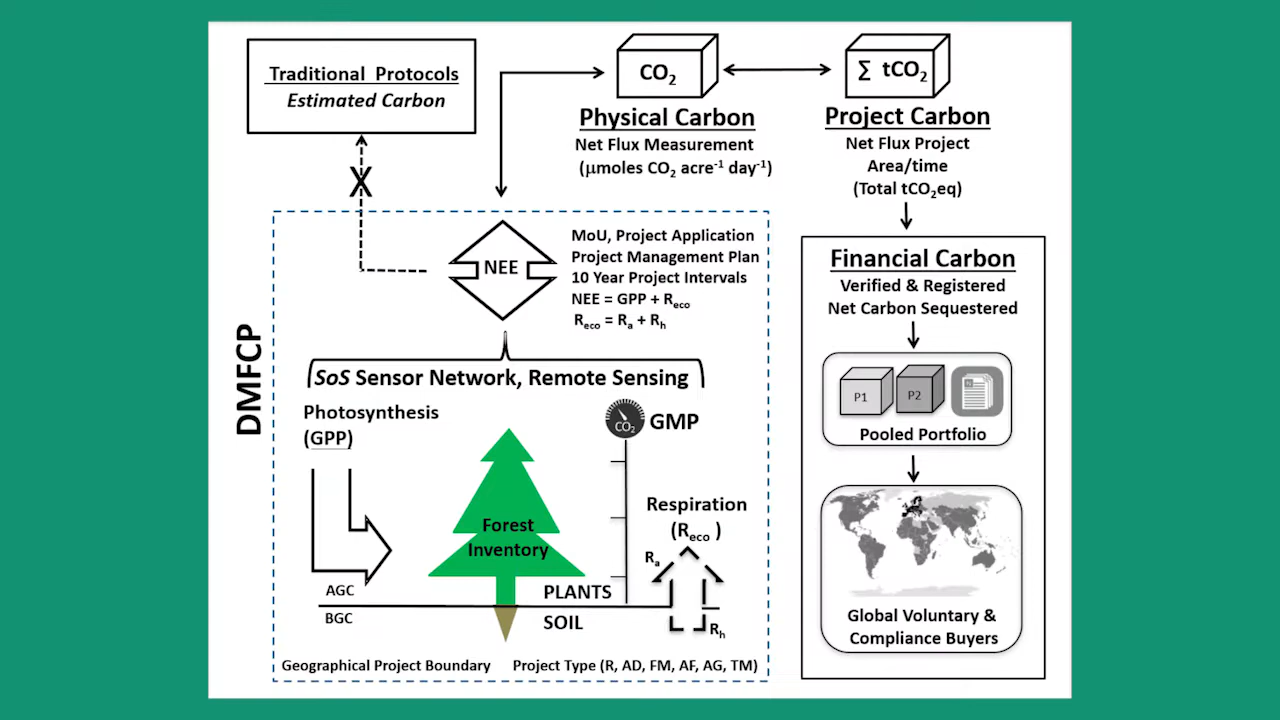 Traditional Protocols
Estimated Carbon
CO₂
Physical Carbon
Net Flux Measurement
(μmoles CO₂ acre⁻¹ day⁻¹)
∑ tCO₂
Project Carbon
Net Flux Project
Area/time
(Total tCO₂eq)
X
DMFCP
NEE
MoU, Project Application
Project Management Plan
10 Year Project Intervals
NEE = GPP + Reco
Reco = Ra + Rh
SoS Sensor Network, Remote Sensing
Photosynthesis
(GPP)
CO₂
GMP
Forest
Inventory
Respiration
(Reco )
Ra
AGC
PLANTS
BGC
SOIL
Rh
Geographical Project Boundary
Project Type (R, AD, FM, AF, AG, TM)
Financial Carbon
Verified & Registered
Net Carbon Sequestered
P1
P2
Pooled Portfolio
Global Voluntary &
Compliance Buyers